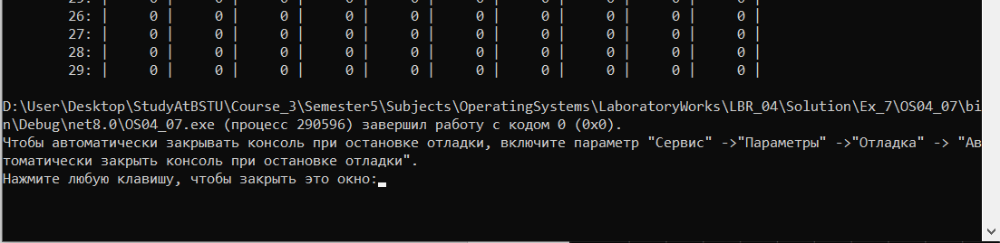 26: | 0 | 0 | 0 | 0 | 0 | 0 | 0 | 0 | 0 | 0 |
27: | 0 | 0 | 0 | 0 | 0 | 0 | 0 | 0 | 0 | 0 |
28: | 0 | 0 | 0 | 0 | 0 | 0 | 0 | 0 | 0 | 0 |
29: | 0 | 0 | 0 | 0 | 0 | 0 | 0 | 0 | 0 | 0 |
D:\User\Desktop\StudyAtBSTU\Course_3\Semester5\Subjects\OperatingSystems\LaboratoryWorks\LBR_04\Solution\Ex_7\OS04_07\bi
n\Debug\net8.0\OS04_07.exe (процесс 290596) завершил работу с кодом 0 (0x0).
Чтобы автоматически закрывать консоль при остановке отладки, включите параметр "Сервис" ->"Параметры" ->"Отладка" -> "Ав
томатически закрыть консоль при остановке отладки".
Нажмите любую клавишу, чтобы закрыть это окно: